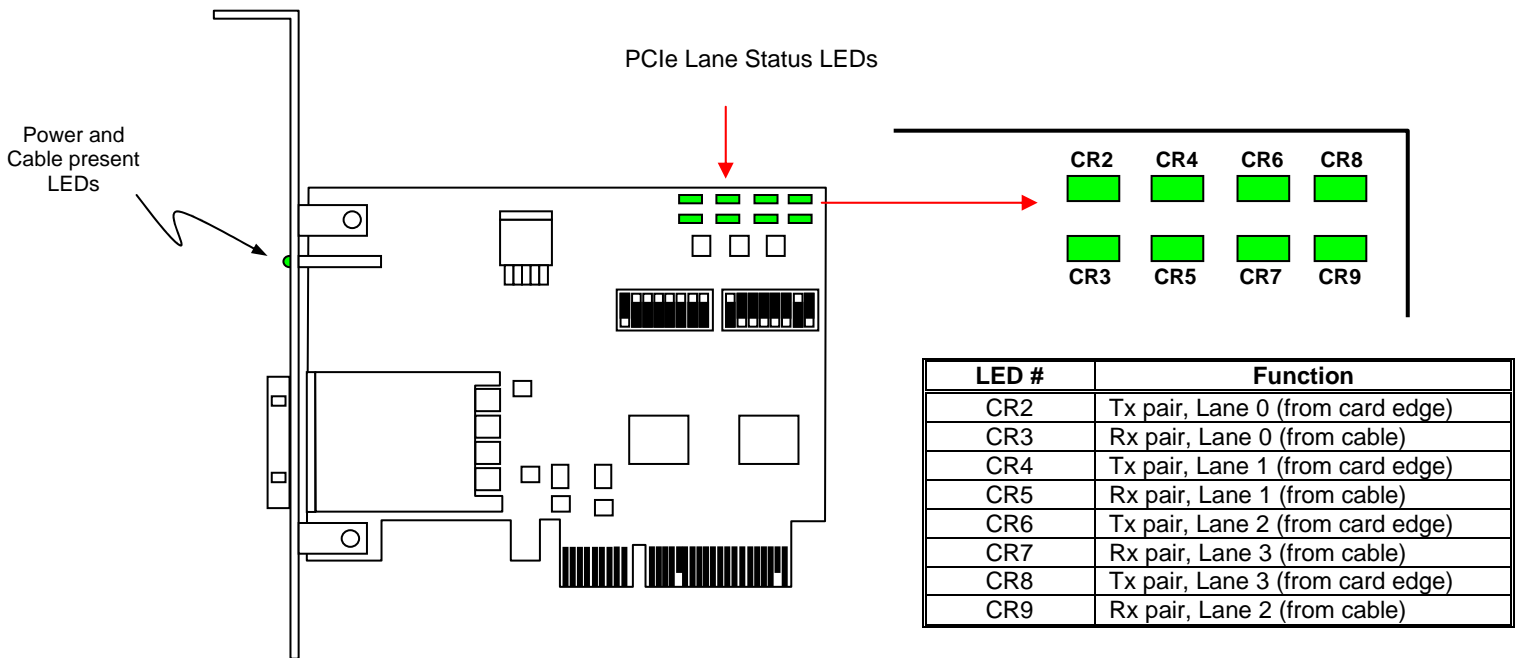 PCIe Lane Status LEDs
Power and
Cable present
LEDs
CR2 CR4 CR6 CR8
CR3 CR5 CR7 CR9
LED # Function
CR2 Tx pair, Lane 0 (from card edge)
CR3 Rx pair, Lane 0 (from cable)
CR4 Tx pair, Lane 1 (from card edge)
CR5 Rx pair, Lane 1 (from cable)
CR6 Tx pair, Lane 2 (from card edge)
CR7 Rx pair, Lane 3 (from cable)
CR8 Tx pair, Lane 3 (from card edge)
CR9 Rx pair, Lane 2 (from cable)